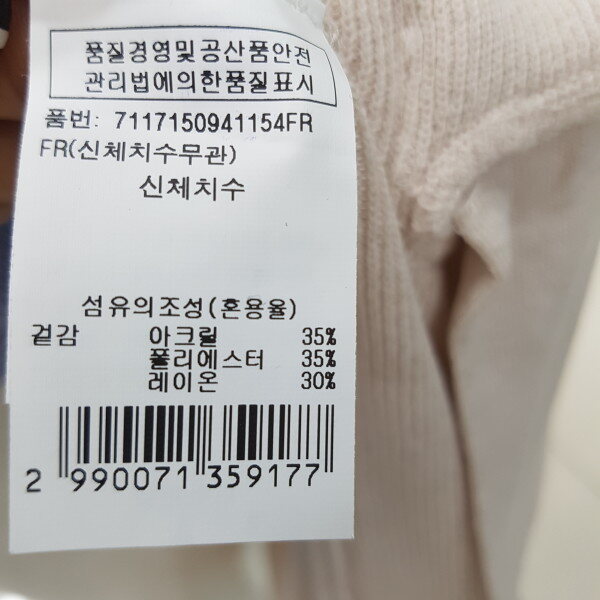 품질경영및공산품안전
관리법에의한품질표시
품번: 7117150941154FR
FR(신체치수무관)
신체치수
섬유의조성(혼용율)
겉감 아크릴 35%
폴리에스터 35%
레이온 30%
2 990071 359177